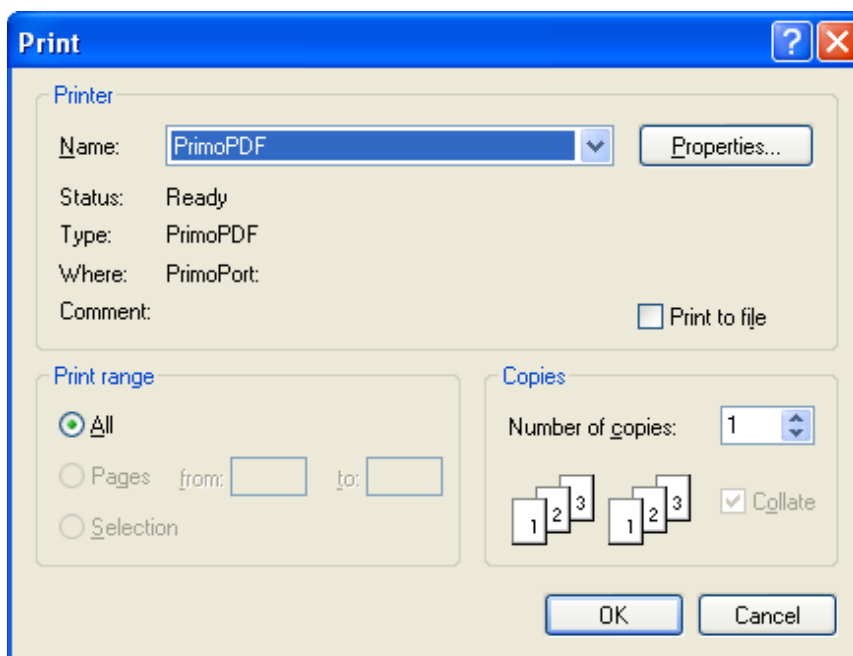 Print
Printer
Name: PrimoPDF Properties...
Status: Ready
Type: PrimoPDF
Where: PrimoPort:
Comment:
Print to file
Print range
All
Pages from: to:
Selection
Copies
Number of copies: 1
1 2 3 1 2 3
Collate
OK Cancel